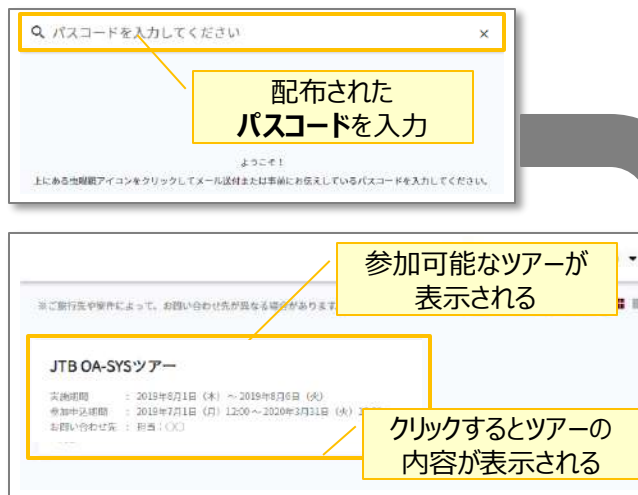 パスコードを入力してください
×
配布された
パスコードを入力
ようこそ！
上にある虫眼鏡アイコンをクリックしてメール送付または事前にお伝えしているパスコードを入力してください。
参加可能なツアーが
表示される
※ご旅行先や案件によって、お問い合わせ先が異なる場合があります
JTB OA-SYSツアー
実施期間 ： 2019年8月1日（木）～2019年8月6日（火）
参加申込期間 ： 2019年7月1日（月）12:00～2020年3月31日（火）
お問い合わせ先 ： 担当：〇〇
クリックするとツアーの
内容が表示される